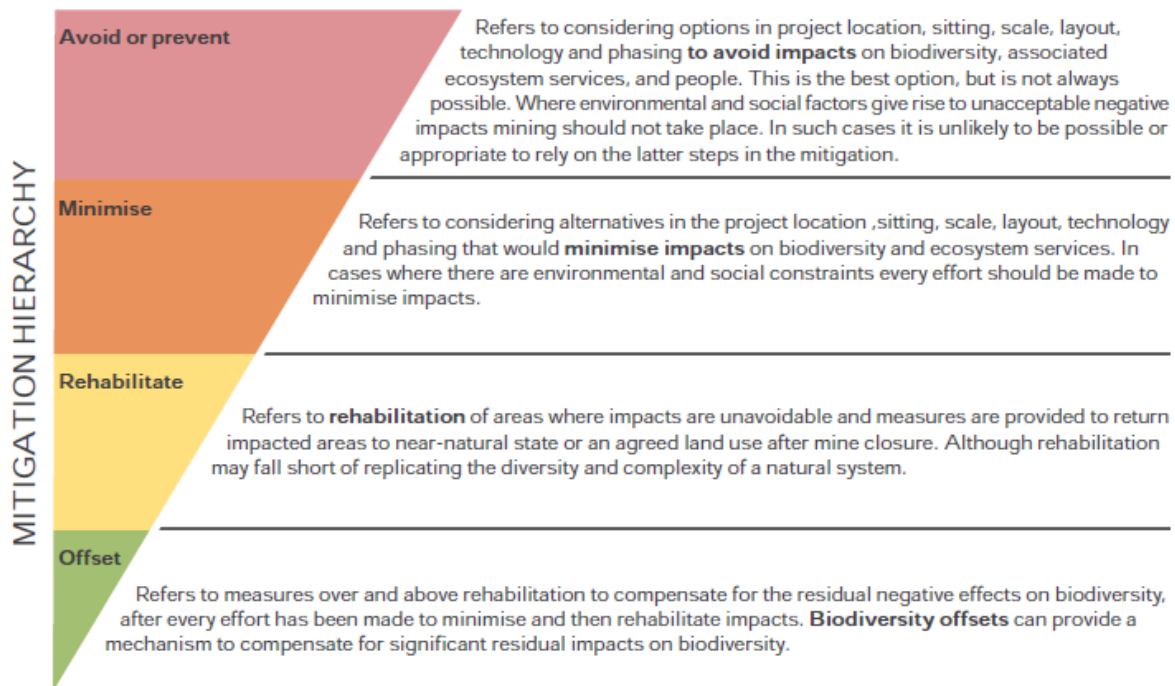 MITIGATION HIERARCHY
Avoid or prevent
Refers to considering options in project location, sitting, scale, layout,
technology and phasing to avoid impacts on biodiversity, associated
ecosystem services, and people. This is the best option, but is not always
possible. Where environmental and social factors give rise to unacceptable negative
impacts mining should not take place. In such cases it is unlikely to be possible or
appropriate to rely on the latter steps in the mitigation.
Minimise
Refers to considering alternatives in the project location ,sitting, scale, layout, technology
and phasing that would minimise impacts on biodiversity and ecosystem services. In
cases where there are environmental and social constraints every effort should be made to
minimise impacts.
Rehabilitate
Refers to rehabilitation of areas where impacts are unavoidable and measures are provided to return
impacted areas to near-natural state or an agreed land use after mine closure. Although rehabilitation
may fall short of replicating the diversity and complexity of a natural system.
Offset
Refers to measures over and above rehabilitation to compensate for the residual negative effects on biodiversity,
after every effort has been made to minimise and then rehabilitate impacts. Biodiversity offsets can provide a
mechanism to compensate for significant residual impacts on biodiversity.